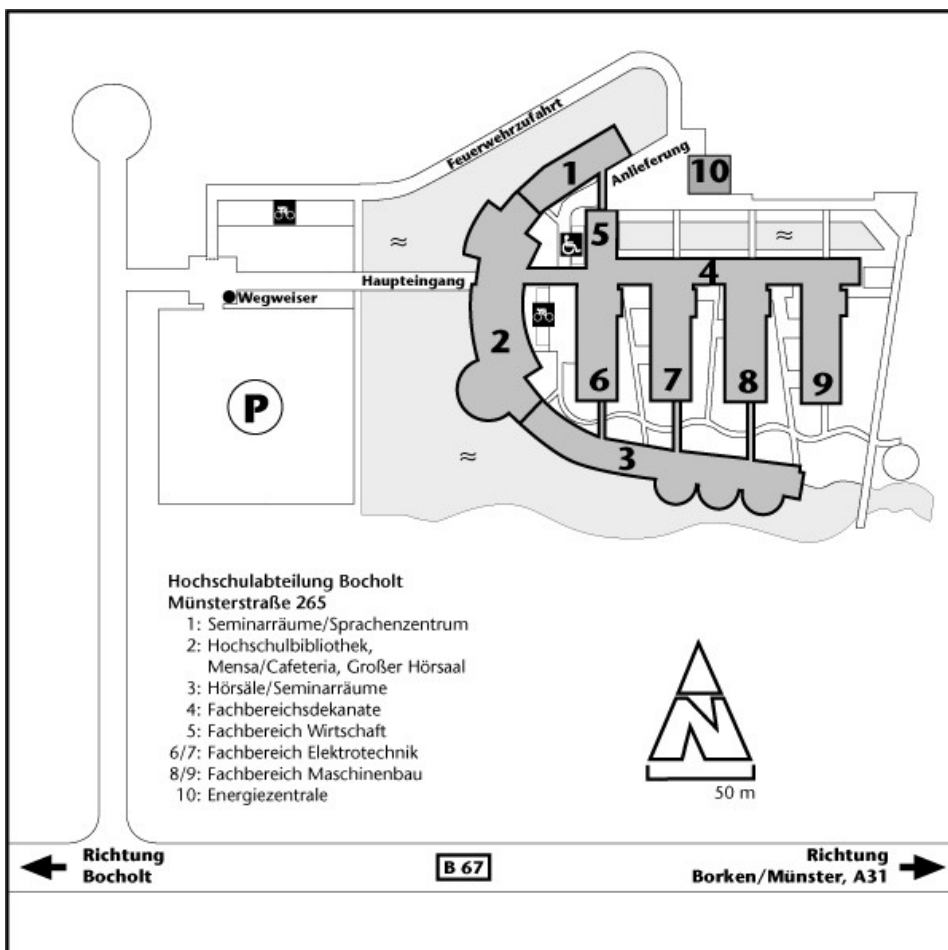 Feuerwehrzufahrt
1
Anlieferung
10
5
≈
≈
4
Haupteingang
Wegweiser
2
6
7
8
9
P
3
≈
Hochschulabteilung Bocholt
Münsterstraße 265
1: Seminarräume/Sprachenzentrum
2: Hochschulbibliothek,
Mensa/Cafeteria, Großer Hörsaal
3: Hörsäle/Seminarräume
4: Fachbereichsdekanate
5: Fachbereich Wirtschaft
6/7: Fachbereich Elektrotechnik
8/9: Fachbereich Maschinenbau
10: Energiezentrale
N
50 m
Richtung
Bocholt
B 67
Richtung
Borken/Münster, A31